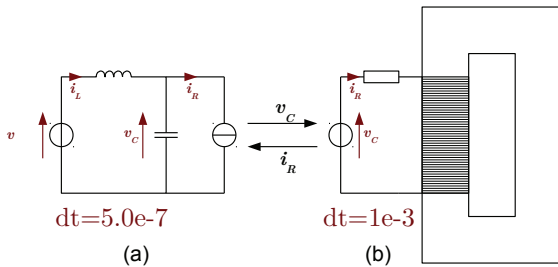 i_L
i_R
v
v_C
v_C
i_R
i_R
v_C
dt=5.0e-7
dt=1e-3
(a)
(b)